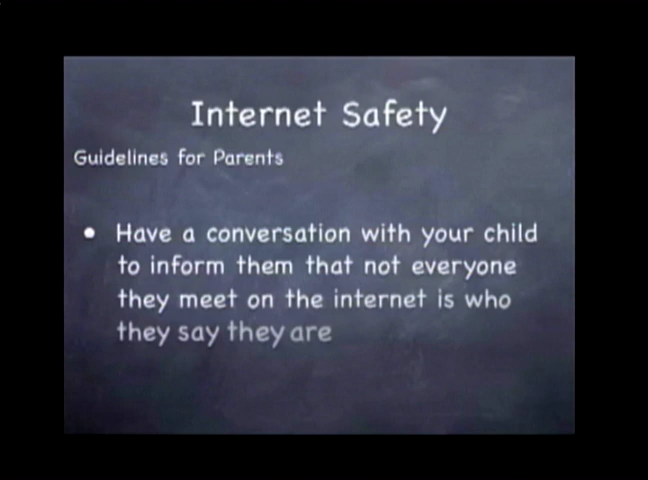 Internet Safety
Guidelines for Parents
• Have a conversation with your child
to inform them that not everyone
they meet on the internet is who
they say they are